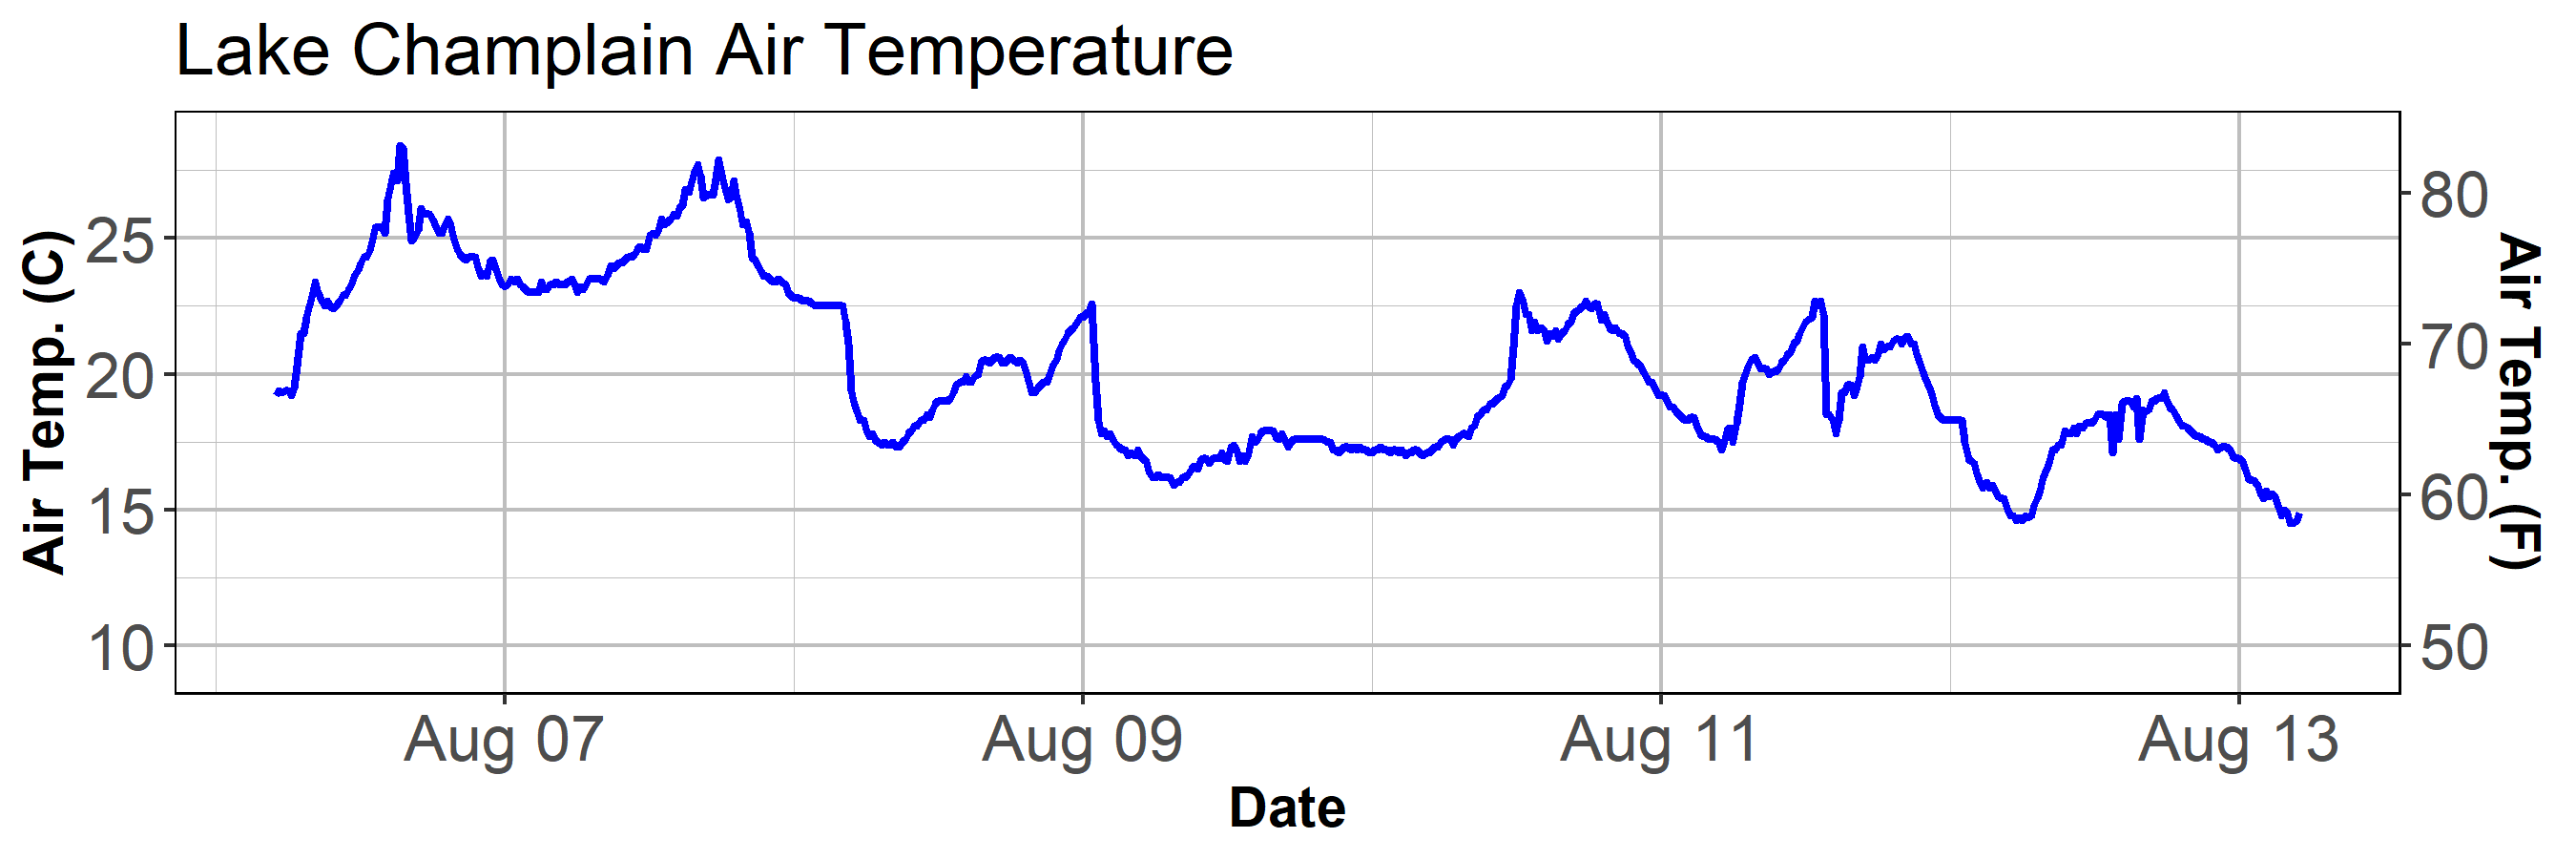 Lake Champlain Air Temperature
Air Temp. (C)
25
20
15
10
80
70
60
50
Air Temp. (F)
Aug 07 Aug 09 Aug 11 Aug 13
Date